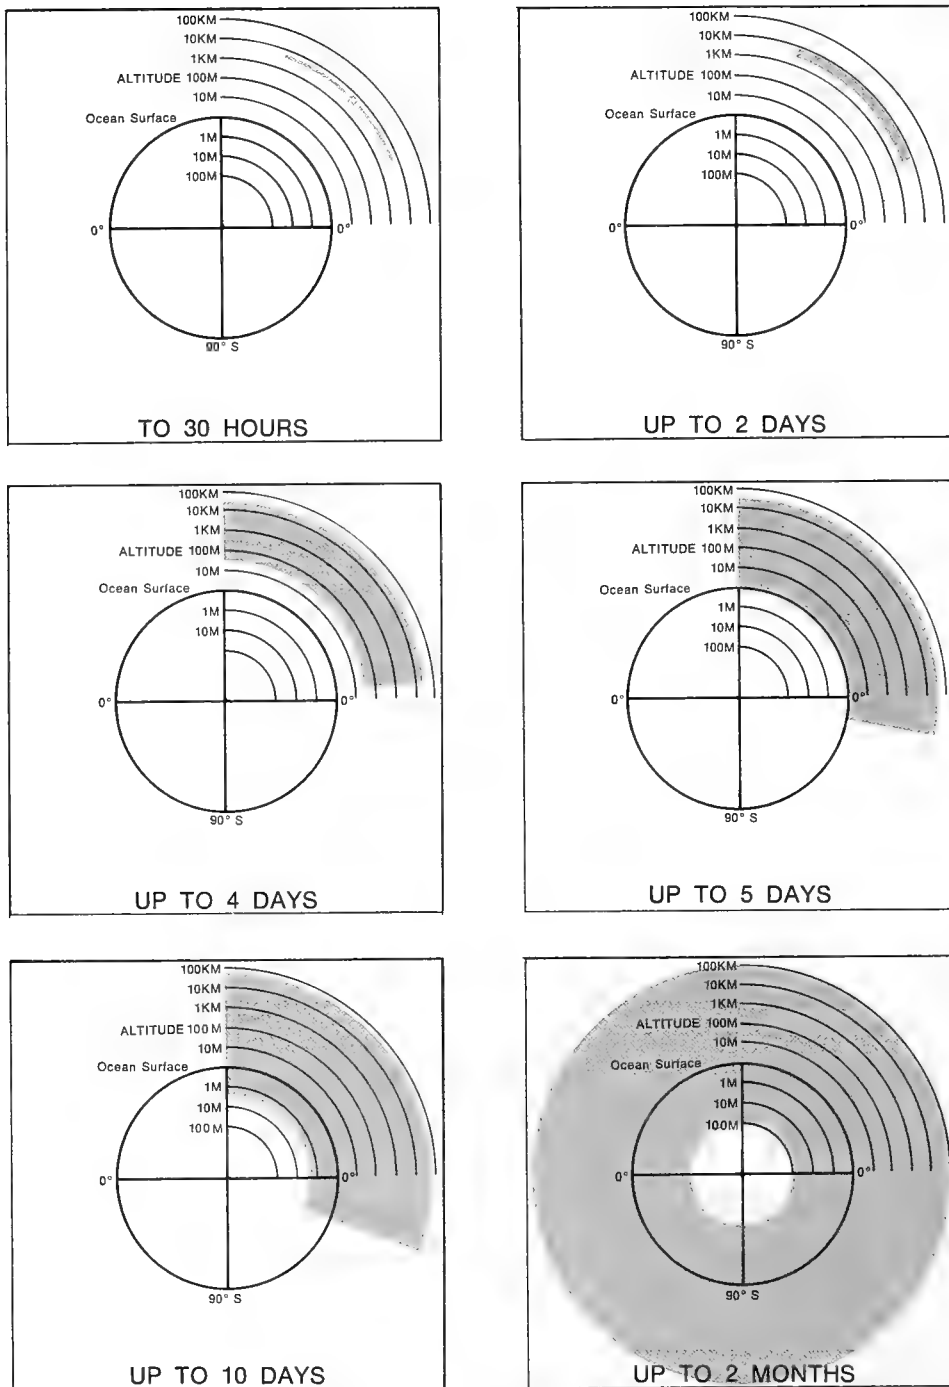 100KM
10KM
1KM
ALTITUDE 100M
10M
Ocean Surface
1M
10M
100M
0° 0°
90° S
TO 30 HOURS
100KM
10KM
1KM
ALTITUDE 100M
10M
Ocean Surface
1M
10M
100M
0° 0°
90° S
UP TO 2 DAYS
100KM
10KM
1KM
ALTITUDE 100M
10M
Ocean Surface
1M
10M
0° 0°
90° S
UP TO 4 DAYS
100KM
10KM
1KM
ALTITUDE 100M
10M
Ocean Surface
1M
10M
100M
0° 0°
90° S
UP TO 5 DAYS
100KM
10KM
1KM
ALTITUDE 100M
10M
Ocean Surface
1M
10M
100M
0° 0°
90° S
UP TO 10 DAYS
100KM
10KM
1KM
ALTITUDE 100M
10M
Ocean Surface
1M
10M
100M
0° 0°
90° S
UP TO 2 MONTHS